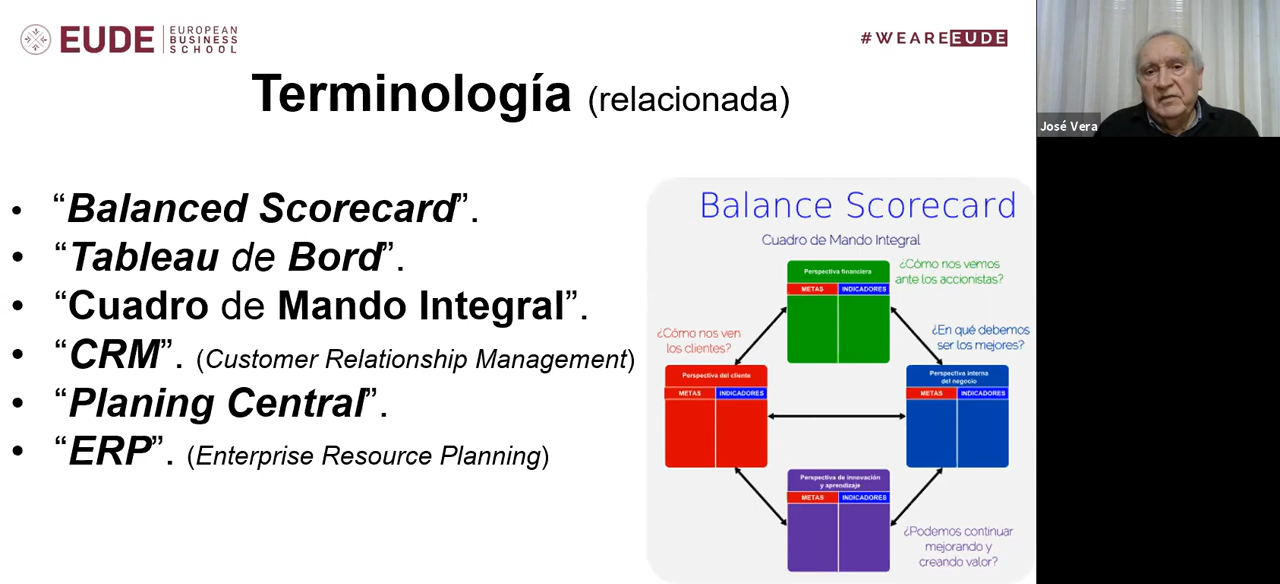 EUDE EUROPEAN BUSINESS SCHOOL
#WEAREEUDE
Terminología (relacionada)
• “Balanced Scorecard”.
• “Tableau de Bord”.
• “Cuadro de Mando Integral”.
• “CRM”. (Customer Relationship Management)
• “Planing Central”.
• “ERP”. (Enterprise Resource Planning)
Balance Scorecard
Cuadro de Mando Integral
Perspectiva financiera
METAS INDICADORES
¿Cómo nos vemos
ante los accionistas?
¿Cómo nos ven
los clientes?
¿En qué debemos
ser los mejores?
Perspectiva del cliente
METAS INDICADORES
Perspectiva interna
del negocio
METAS INDICADORES
Perspectiva de innovación
y aprendizaje
METAS INDICADORES
¿Podemos continuar
mejorando y
creando valor?
José Vera